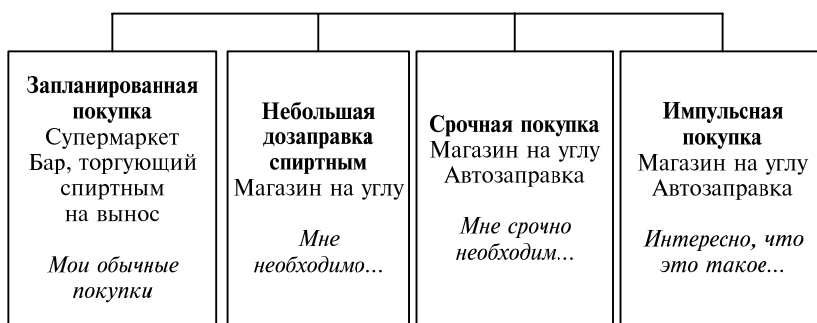 Запланированная
покупка
Супермаркет
Бар, торгующий
спиртным
на вынос
Мои обычные
покупки
Небольшая
дозаправка
спиртным
Магазин на углу
Мне
необходимо...
Срочная покупка
Магазин на углу
Автозаправка
Мне срочно
необходим...
Импульсная
покупка
Магазин на углу
Автозаправка
Интересно, что
это такое...